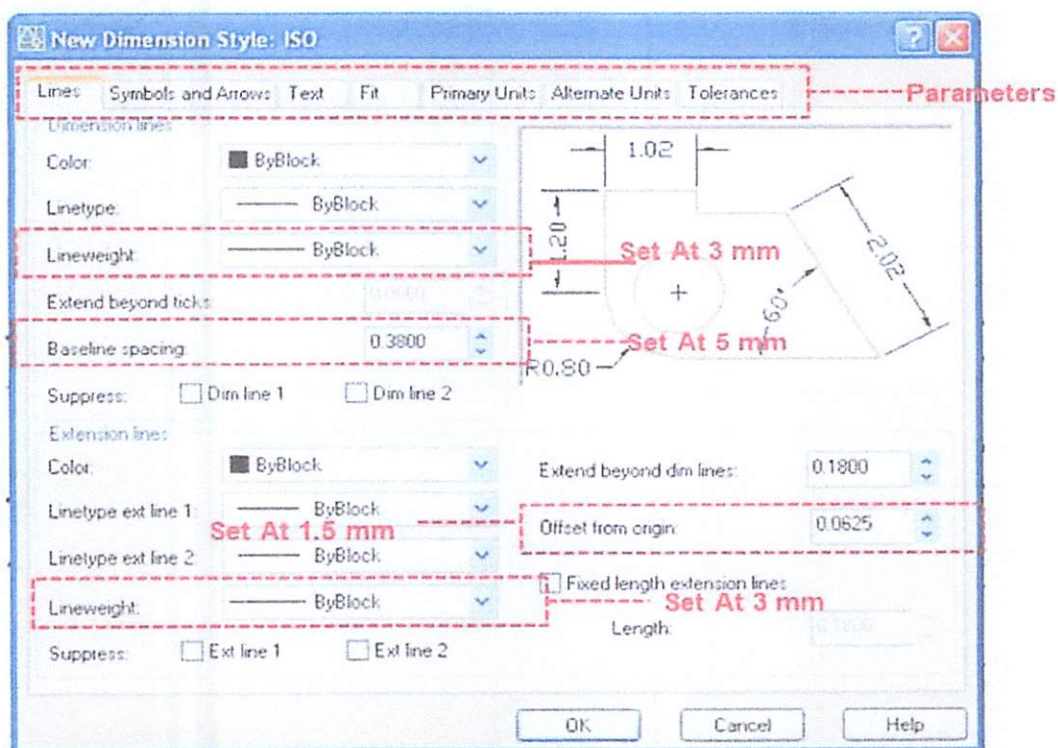 New Dimension Style: ISO
Lines Symbols and Arrows Text Fit Primary Units Alternate Units Tolerances
Parameters
Dimension lines
Color: ByBlock
Linetype: ByBlock
Lineweight: ByBlock
Set At 3 mm
Extend beyond ticks:
Baseline spacing: 0.3800
Set At 5 mm
Suppress: Dim line 1 Dim line 2
1.02
1.20
2.02
60°
R0.80
Extension lines
Color: ByBlock
Linetype ext line 1: ByBlock
Set At 1.5 mm
Linetype ext line 2: ByBlock
Lineweight: ByBlock
Set At 3 mm
Suppress: Ext line 1 Ext line 2
Extend beyond dim lines: 0.1800
Offset from origin: 0.0625
Fixed length extension lines
Length: 0.1800
OK Cancel Help